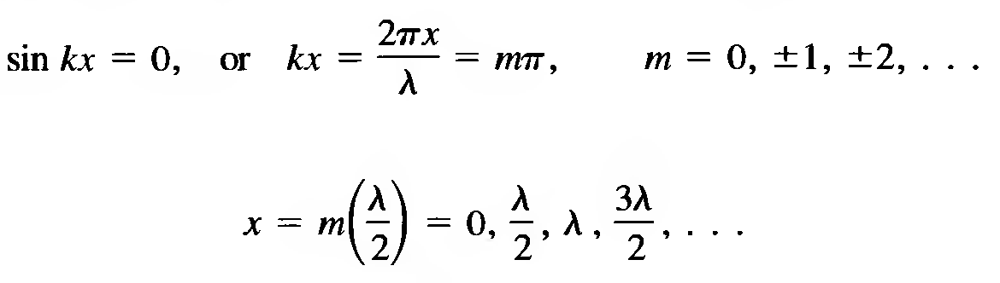 sin kx = 0, or kx = 2πx/λ = mπ, m = 0, ±1, ±2, . . .
x = m(λ/2) = 0, λ/2, λ, 3λ/2, . . .